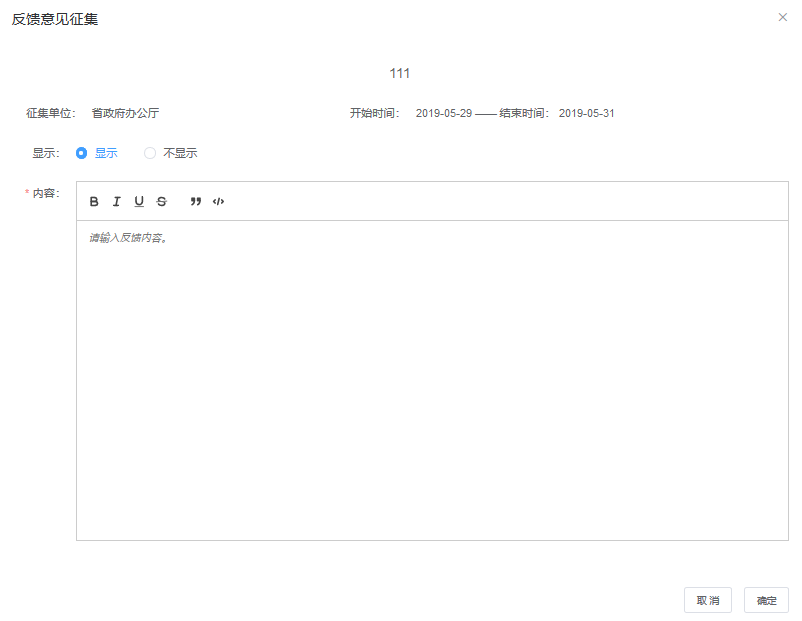 反馈意见征集
111
征集单位： 省政府办公厅 开始时间： 2019-05-29 —— 结束时间： 2019-05-31
显示： 显示 不显示
* 内容：
B I U S ” </>
请输入反馈内容。
取 消 确定